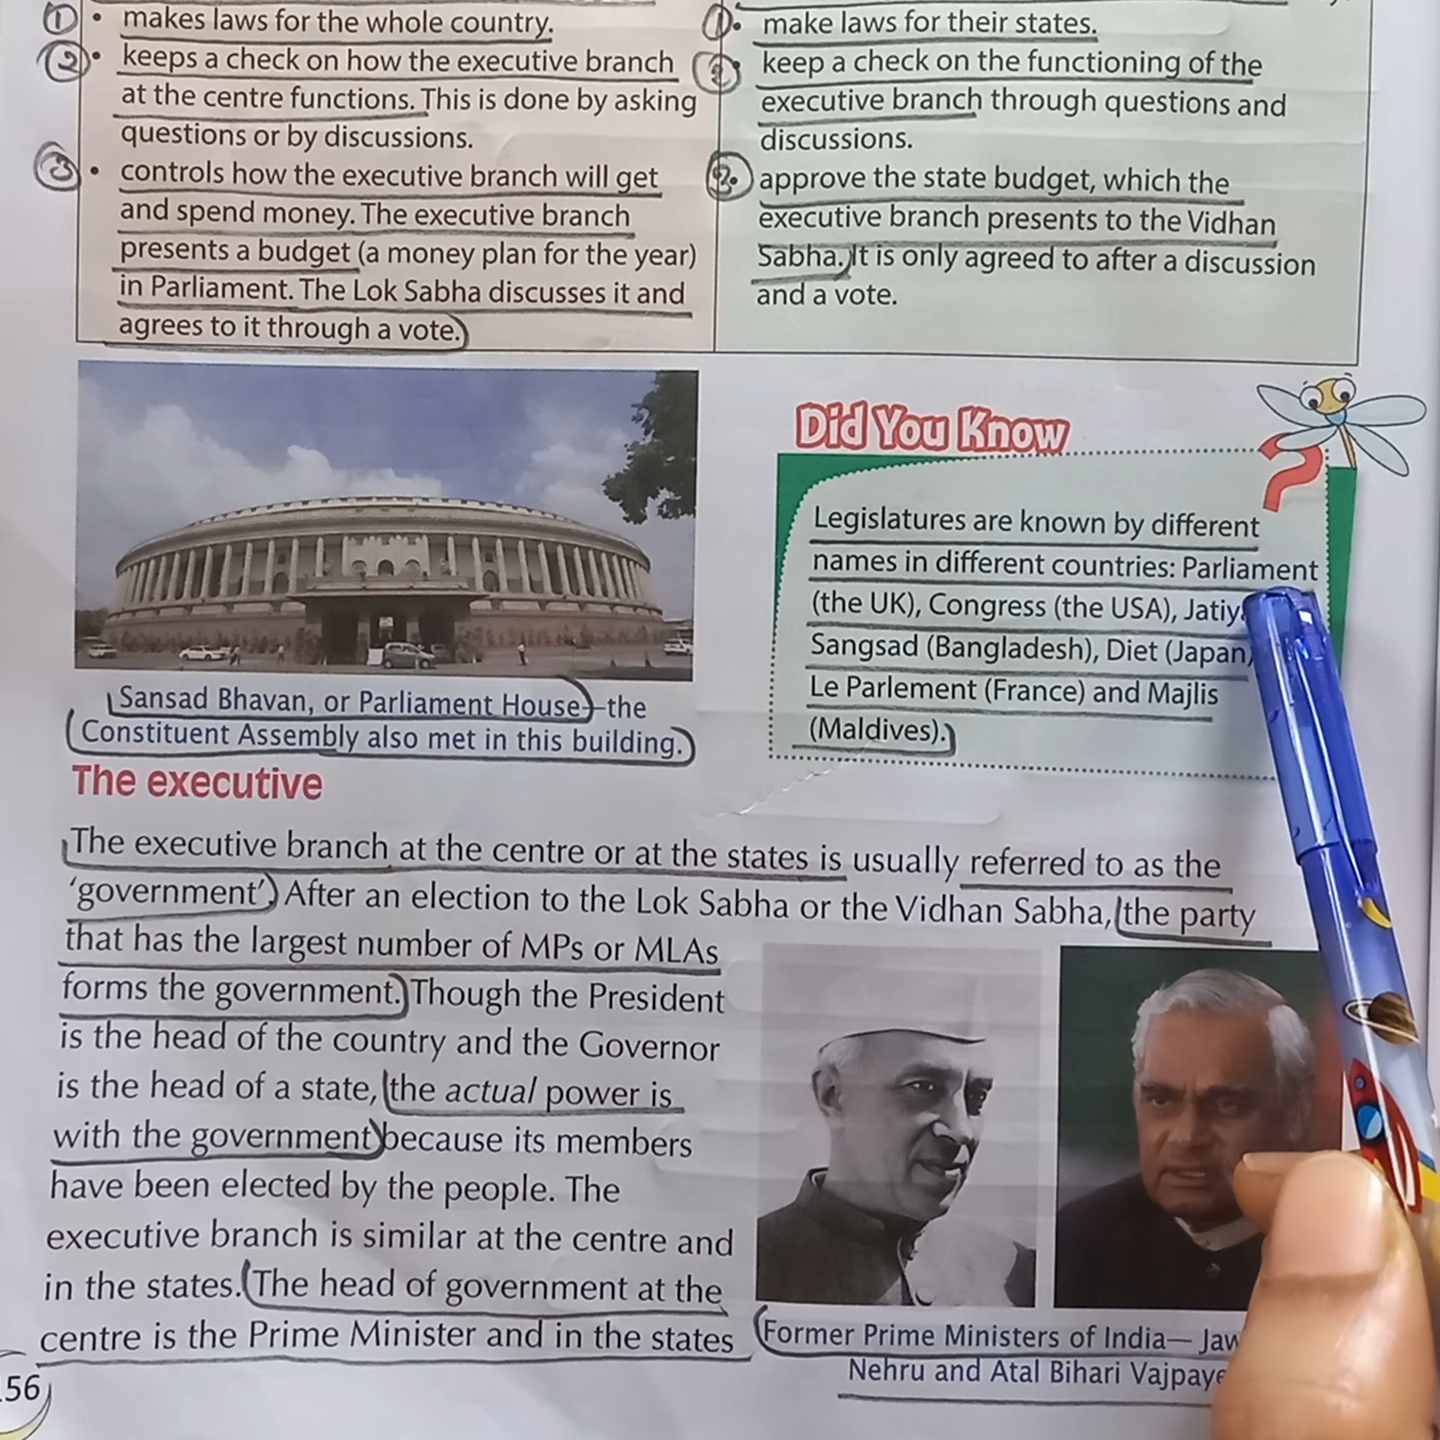 ① • makes laws for the whole country.
② • keeps a check on how the executive branch
at the centre functions. This is done by asking
questions or by discussions.
③ • controls how the executive branch will get
and spend money. The executive branch
presents a budget (a money plan for the year)
in Parliament. The Lok Sabha discusses it and
agrees to it through a vote.
① • make laws for their states.
② • keep a check on the functioning of the
executive branch through questions and
discussions.
• approve the state budget, which the
executive branch presents to the Vidhan
Sabha. It is only agreed to after a discussion
and a vote.
Did You Know
?
Legislatures are known by different
names in different countries: Parliament
(the UK), Congress (the USA),
Sangsad (Bangladesh), Diet (Japan)
Le Parlement (France) and Majlis
(Maldives).
Sansad Bhavan, or Parliament House—the
Constituent Assembly also met in this building.
The executive
The executive branch at the centre or at the states is usually referred to as the
‘government’. After an election to the Lok Sabha or the Vidhan Sabha, the party
that has the largest number of MPs or MLAs
forms the government. Though the President
is the head of the country and the Governor
is the head of a state, the actual power is
with the government because its members
have been elected by the people. The
executive branch is similar at the centre and
in the states. The head of government at the
centre is the Prime Minister and in the states
Former Prime Ministers of India—
Nehru and Atal Bihari
56